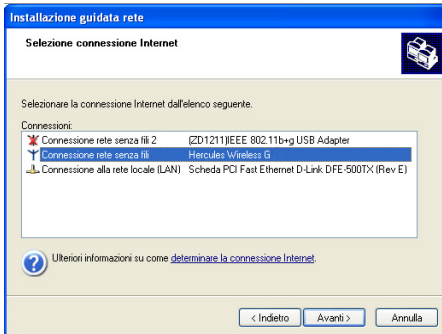 Installazione guidata rete
Selezione connessione Internet
Selezionare la connessione Internet dall'elenco seguente.
Connessioni:
Connessione rete senza fili 2 (ZD1211)IEEE 802.11b+g USB Adapter
Connessione rete senza fili Hercules Wireless G
Connessione alla rete locale (LAN) Scheda PCI Fast Ethernet D-Link DFE-500TX (Rev E)
Ulteriori informazioni su come determinare la connessione Internet.
< Indietro Avanti > Annulla